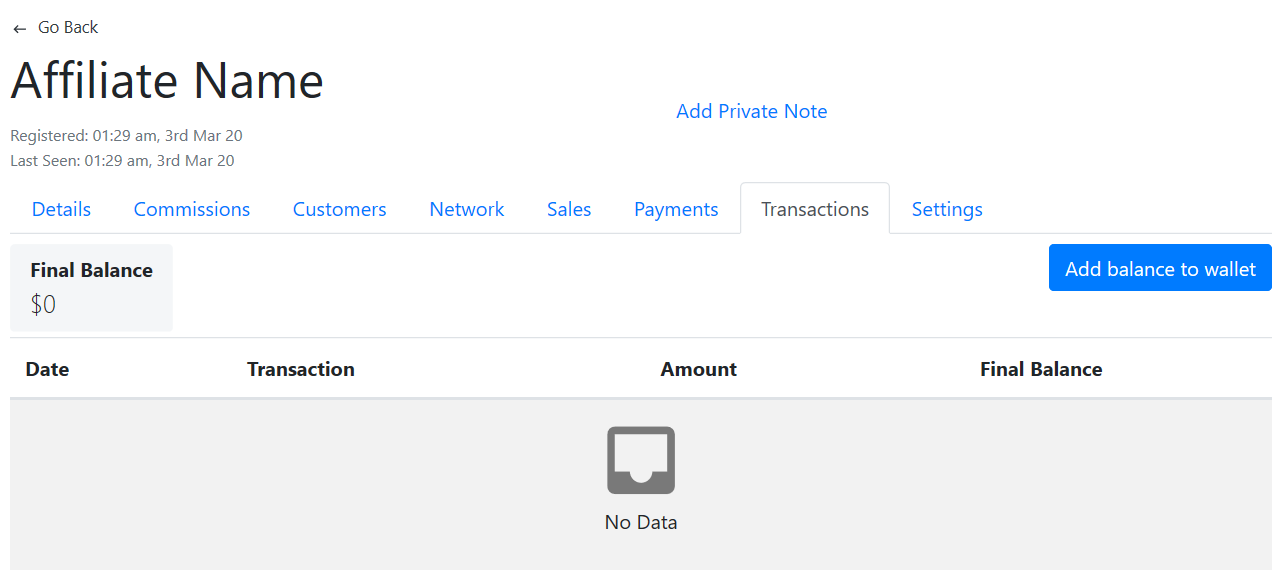 ← Go Back
Affiliate Name
Add Private Note
Registered: 01:29 am, 3rd Mar 20
Last Seen: 01:29 am, 3rd Mar 20
Details Commissions Customers Network Sales Payments Transactions Settings
Final Balance
$0
Add balance to wallet
Date Transaction Amount Final Balance
No Data